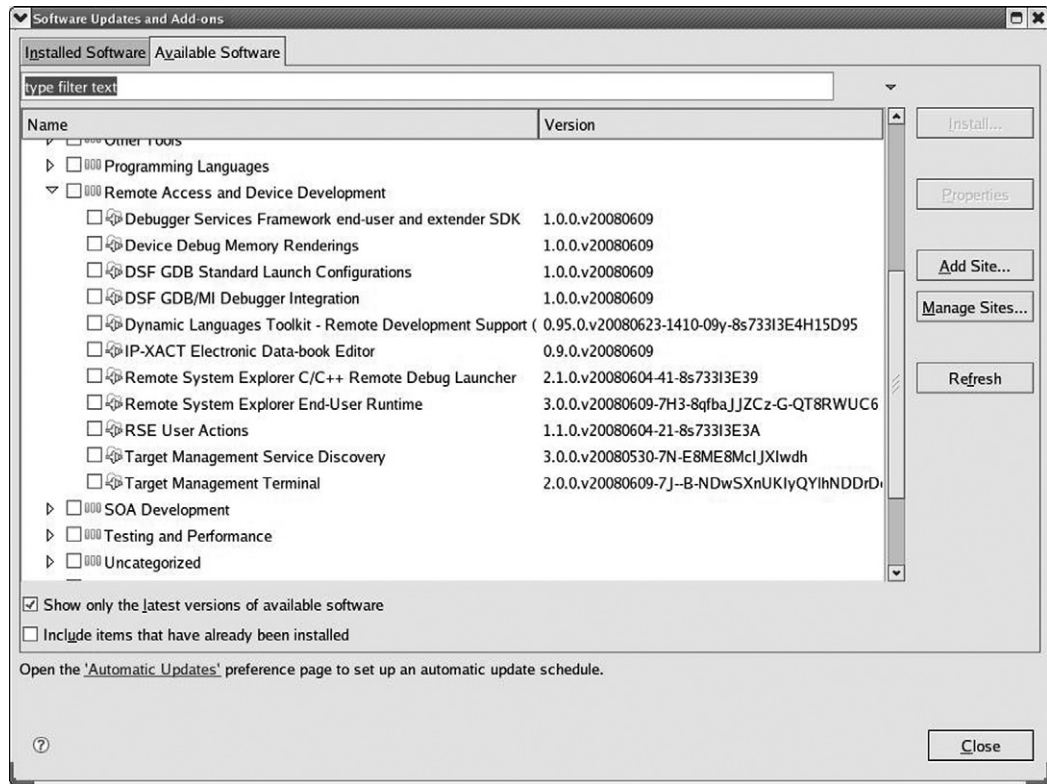 Software Updates and Add-ons
Installed Software Available Software
type filter text
Name Version
Other Tools
Programming Languages
Remote Access and Device Development
Debugger Services Framework end-user and extender SDK 1.0.0.v20080609
Device Debug Memory Renderings 1.0.0.v20080609
DSF GDB Standard Launch Configurations 1.0.0.v20080609
DSF GDB/MI Debugger Integration 1.0.0.v20080609
Dynamic Languages Toolkit - Remote Development Support ( 0.95.0.v20080623-1410-09y-8s733I3E4H15D95
IP-XACT Electronic Data-book Editor 0.9.0.v20080609
Remote System Explorer C/C++ Remote Debug Launcher 2.1.0.v20080604-41-8s733I3E39
Remote System Explorer End-User Runtime 3.0.0.v20080609-7H3-8qfbaJJZCz-G-QT8RWUC6
RSE User Actions 1.1.0.v20080604-21-8s733I3E3A
Target Management Service Discovery 3.0.0.v20080530-7N-E8ME8McIJXIwdh
Target Management Terminal
SOA Development
Testing and Performance
Uncategorized
Install...
Properties
Add Site...
Manage Sites...
Refresh
Show only the latest versions of available software
Include items that have already been installed
Open the 'Automatic Updates' preference page to set up an automatic update schedule.
?
Close